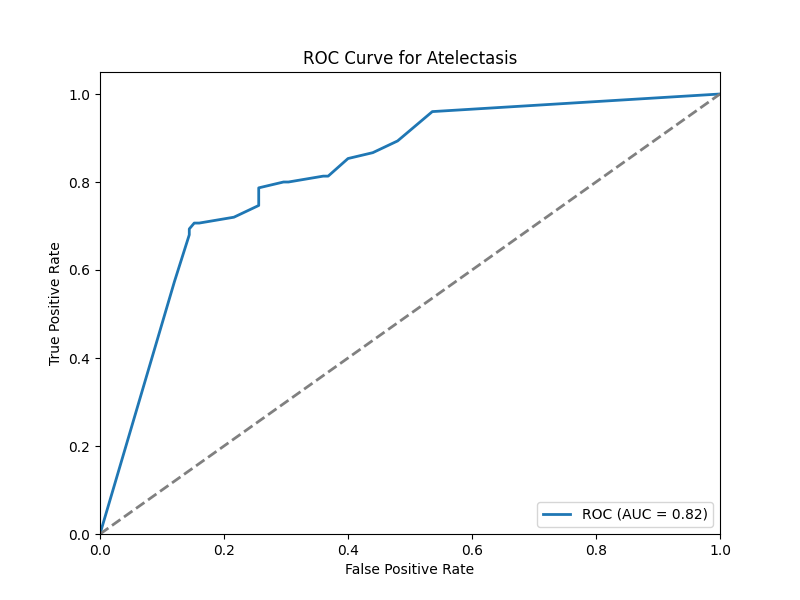 ROC Curve for Atelectasis
1.0
0.8
0.6
0.4
0.2
0.0
True Positive Rate
0.0 0.2 0.4 0.6 0.8 1.0
False Positive Rate
ROC (AUC = 0.82)